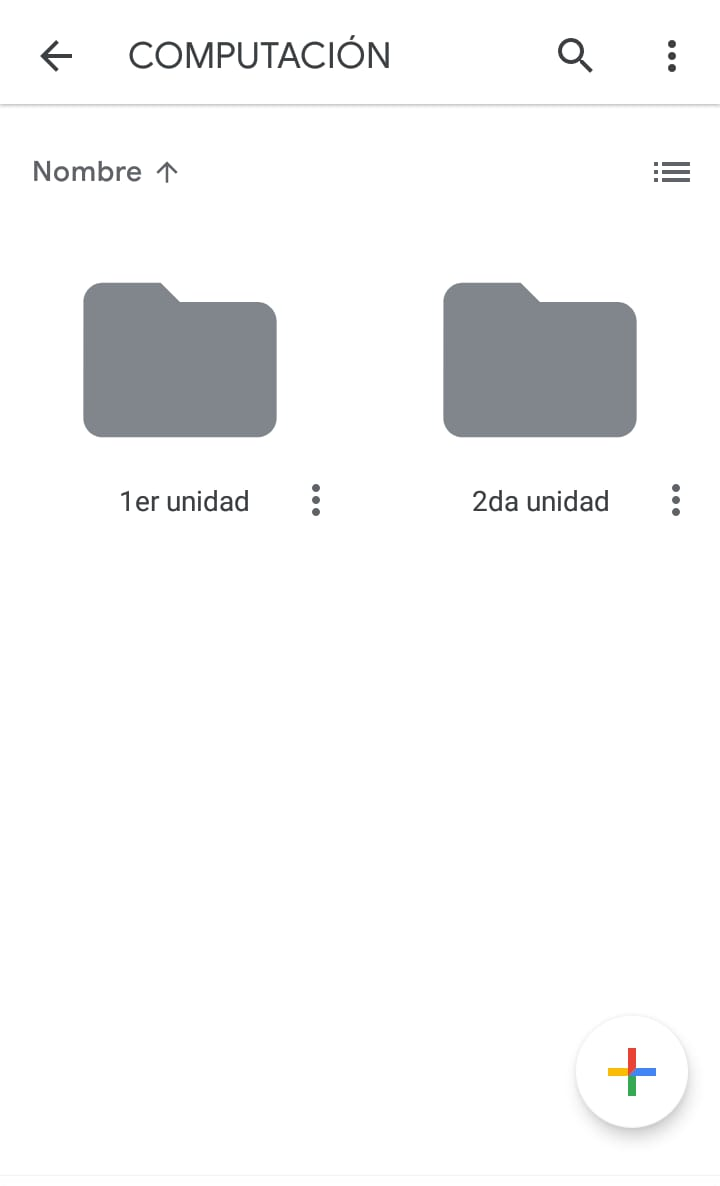 COMPUTACIÓN
Nombre
1er unidad
2da unidad